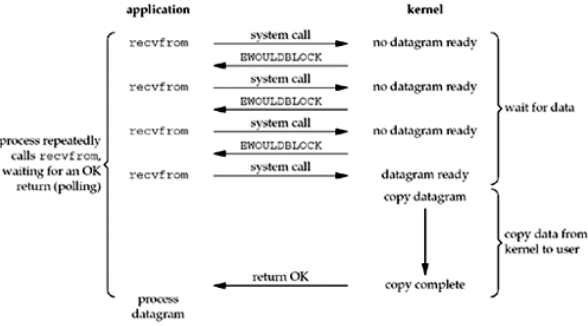 application kernel
recvfrom system call no datagram ready
EWOULDBLOCK
recvfrom system call no datagram ready
EWOULDBLOCK
wait for data
recvfrom system call no datagram ready
process repeatedly
calls recvfrom,
waiting for an OK
return (polling)
EWOULDBLOCK
recvfrom system call datagram ready
copy datagram
copy data from
kernel to user
return OK copy complete
process
datagram